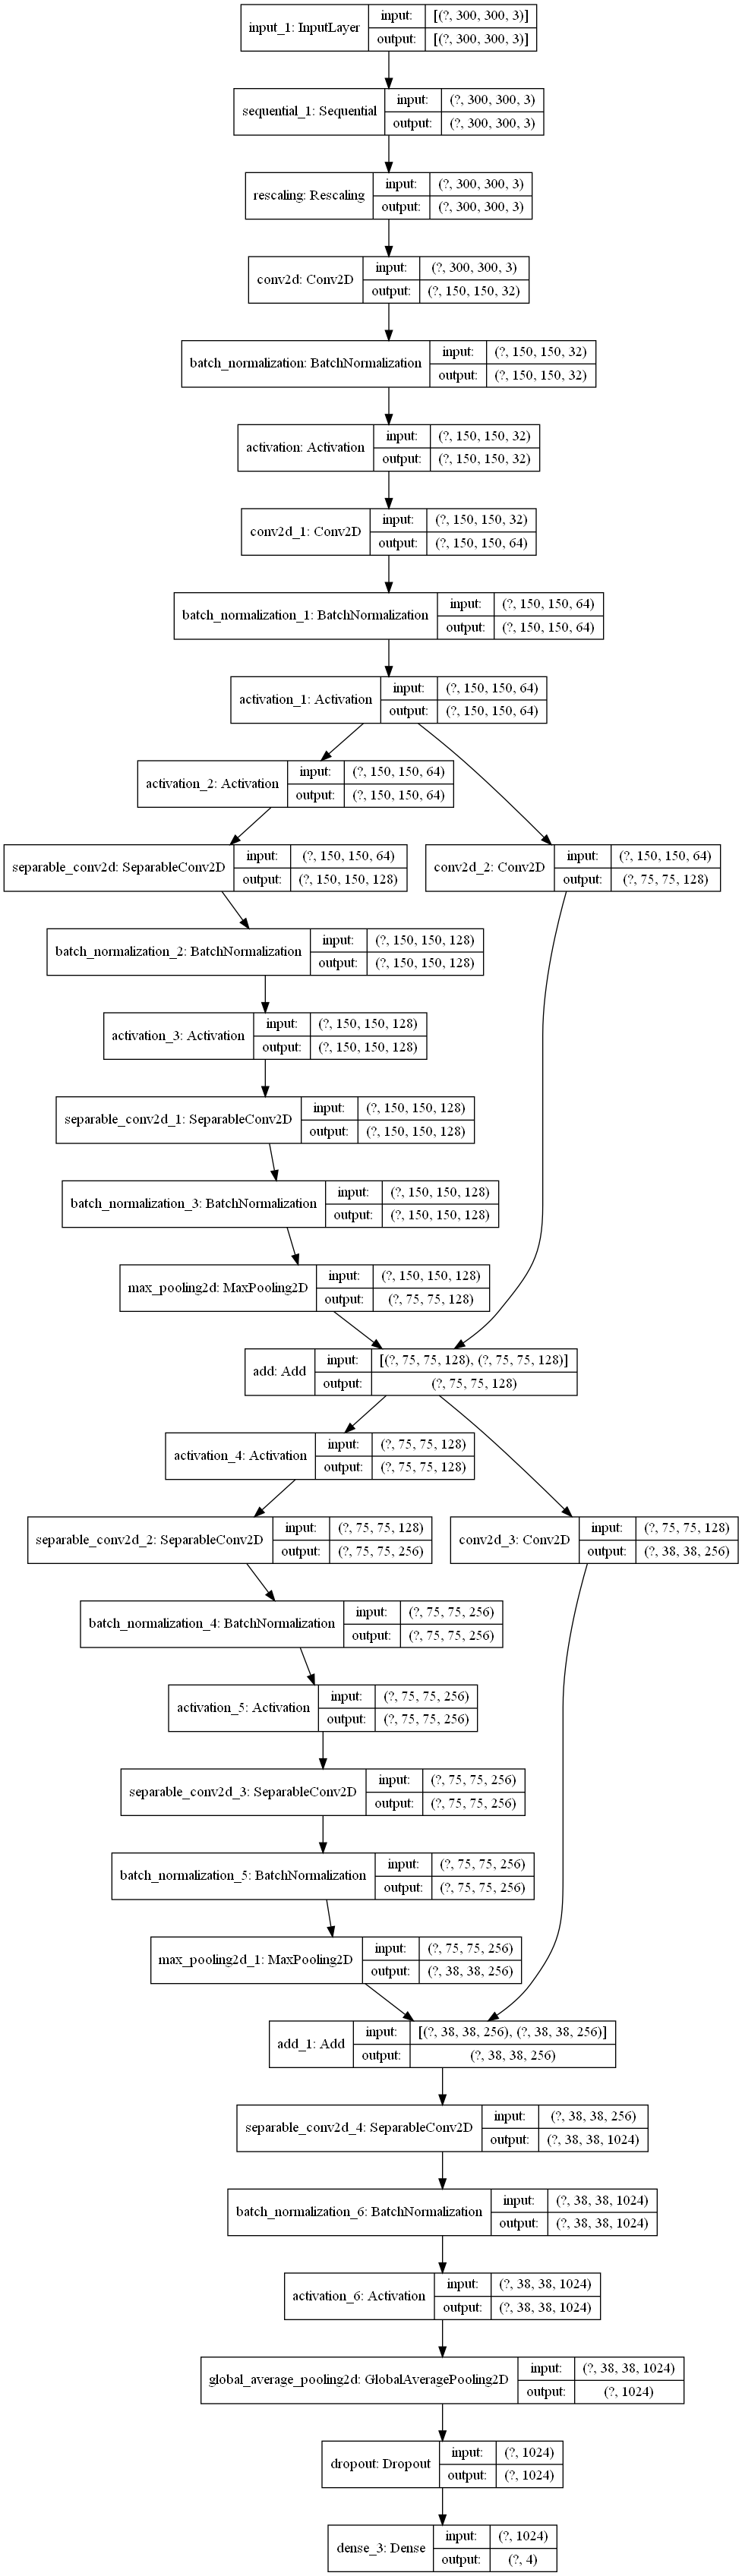 input_1: InputLayer
input: [(?, 300, 300, 3)]
output: [(?, 300, 300, 3)]
sequential_1: Sequential
input: (?, 300, 300, 3)
output: (?, 300, 300, 3)
rescaling: Rescaling
input: (?, 300, 300, 3)
output: (?, 300, 300, 3)
conv2d: Conv2D
input: (?, 300, 300, 3)
output: (?, 150, 150, 32)
batch_normalization: BatchNormalization
input: (?, 150, 150, 32)
output: (?, 150, 150, 32)
activation: Activation
input: (?, 150, 150, 32)
output: (?, 150, 150, 32)
conv2d_1: Conv2D
input: (?, 150, 150, 32)
output: (?, 150, 150, 64)
batch_normalization_1: BatchNormalization
input: (?, 150, 150, 64)
output: (?, 150, 150, 64)
activation_1: Activation
input: (?, 150, 150, 64)
output: (?, 150, 150, 64)
activation_2: Activation
input: (?, 150, 150, 64)
output: (?, 150, 150, 64)
separable_conv2d: SeparableConv2D
input: (?, 150, 150, 64)
output: (?, 150, 150, 128)
conv2d_2: Conv2D
input: (?, 150, 150, 64)
output: (?, 75, 75, 128)
batch_normalization_2: BatchNormalization
input: (?, 150, 150, 128)
output: (?, 150, 150, 128)
activation_3: Activation
input: (?, 150, 150, 128)
output: (?, 150, 150, 128)
separable_conv2d_1: SeparableConv2D
input: (?, 150, 150, 128)
output: (?, 150, 150, 128)
batch_normalization_3: BatchNormalization
input: (?, 150, 150, 128)
output: (?, 150, 150, 128)
max_pooling2d: MaxPooling2D
input: (?, 150, 150, 128)
output: (?, 75, 75, 128)
add: Add
input: [(?, 75, 75, 128), (?, 75, 75, 128)]
output: (?, 75, 75, 128)
activation_4: Activation
input: (?, 75, 75, 128)
output: (?, 75, 75, 128)
separable_conv2d_2: SeparableConv2D
input: (?, 75, 75, 128)
output: (?, 75, 75, 256)
conv2d_3: Conv2D
input: (?, 75, 75, 128)
output: (?, 38, 38, 256)
batch_normalization_4: BatchNormalization
input: (?, 75, 75, 256)
output: (?, 75, 75, 256)
activation_5: Activation
input: (?, 75, 75, 256)
output: (?, 75, 75, 256)
separable_conv2d_3: SeparableConv2D
input: (?, 75, 75, 256)
output: (?, 75, 75, 256)
batch_normalization_5: BatchNormalization
input: (?, 75, 75, 256)
output: (?, 75, 75, 256)
max_pooling2d_1: MaxPooling2D
input: (?, 75, 75, 256)
output: (?, 38, 38, 256)
add_1: Add
input: [(?, 38, 38, 256), (?, 38, 38, 256)]
output: (?, 38, 38, 256)
separable_conv2d_4: SeparableConv2D
input: (?, 38, 38, 256)
output: (?, 38, 38, 1024)
batch_normalization_6: BatchNormalization
input: (?, 38, 38, 1024)
output: (?, 38, 38, 1024)
activation_6: Activation
input: (?, 38, 38, 1024)
output: (?, 38, 38, 1024)
global_average_pooling2d: GlobalAveragePooling2D
input: (?, 38, 38, 1024)
output: (?, 1024)
dropout: Dropout
input: (?, 1024)
output: (?, 1024)
dense_3: Dense
input: (?, 1024)
output: (?, 4)